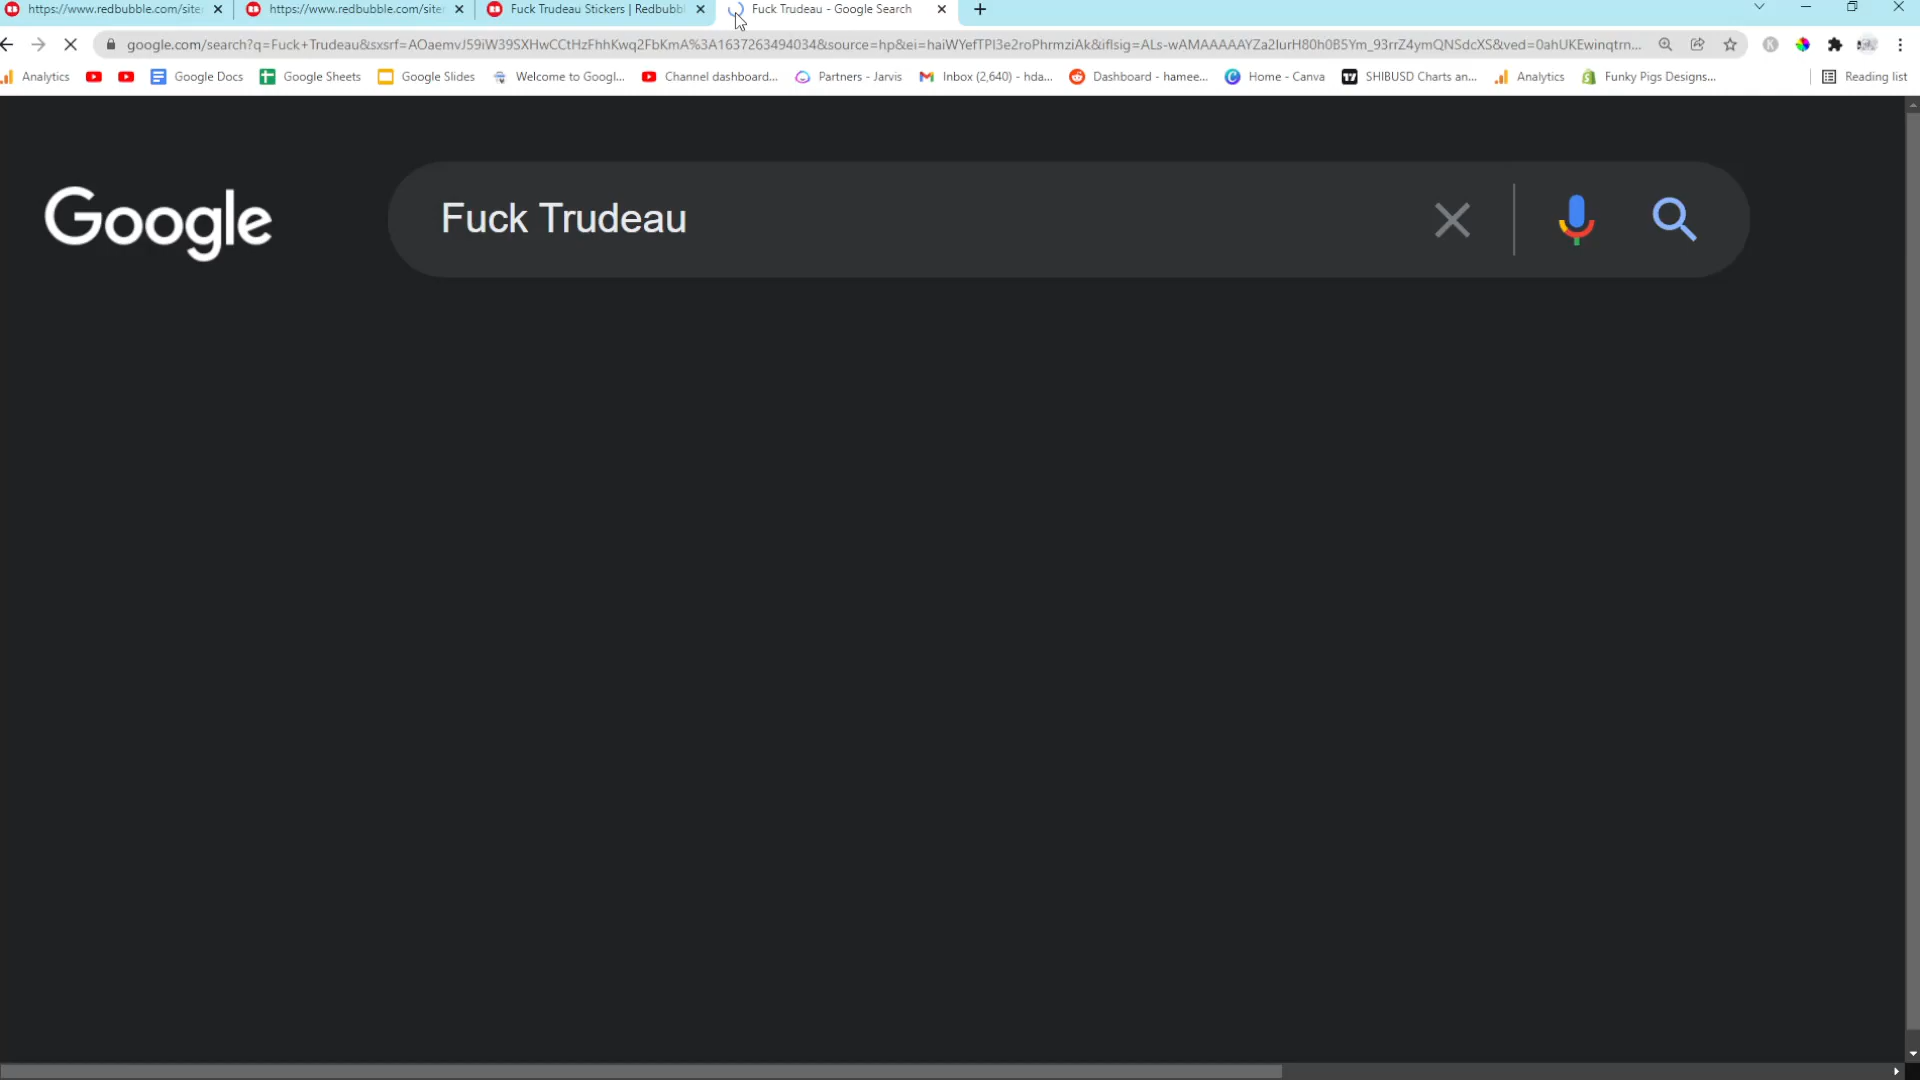 https://www.redbubble.com/site
https://www.redbubble.com/site
Fuck Trudeau Stickers | Redbubbl
Fuck Trudeau - Google Search
google.com/search?q=Fuck+Trudeau&sxsrf=AOaemvJ59iW39SXHwCCtHzFhhKwq2FbKmA%3A1637263494034&source=hp&ei=haiWYefTPI3e2roPhrmziAk&iflsig=ALs-wAMAAAAAYZa2IurH80h0B5Ym_93rrZ4ymQNSdcXS&ved=0ahUKEwinqtrn...
Analytics
Google Docs
Google Sheets
Google Slides
Welcome to Googl...
Channel dashboard...
Partners - Jarvis
Inbox (2,640) - hda...
Dashboard - hamee...
Home - Canva
SHIBUSD Charts an...
Analytics
Funky Pigs Designs...
Reading list
Google
Fuck Trudeau